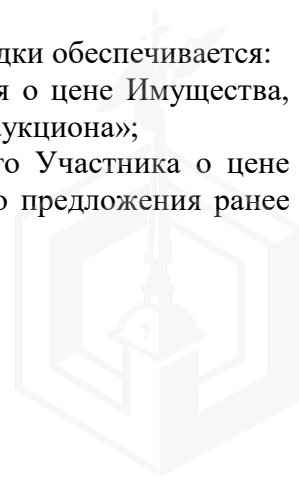 дки обеспечивается:
я о цене Имущества,
укциона»;
го Участника о цене
о предложения ранее